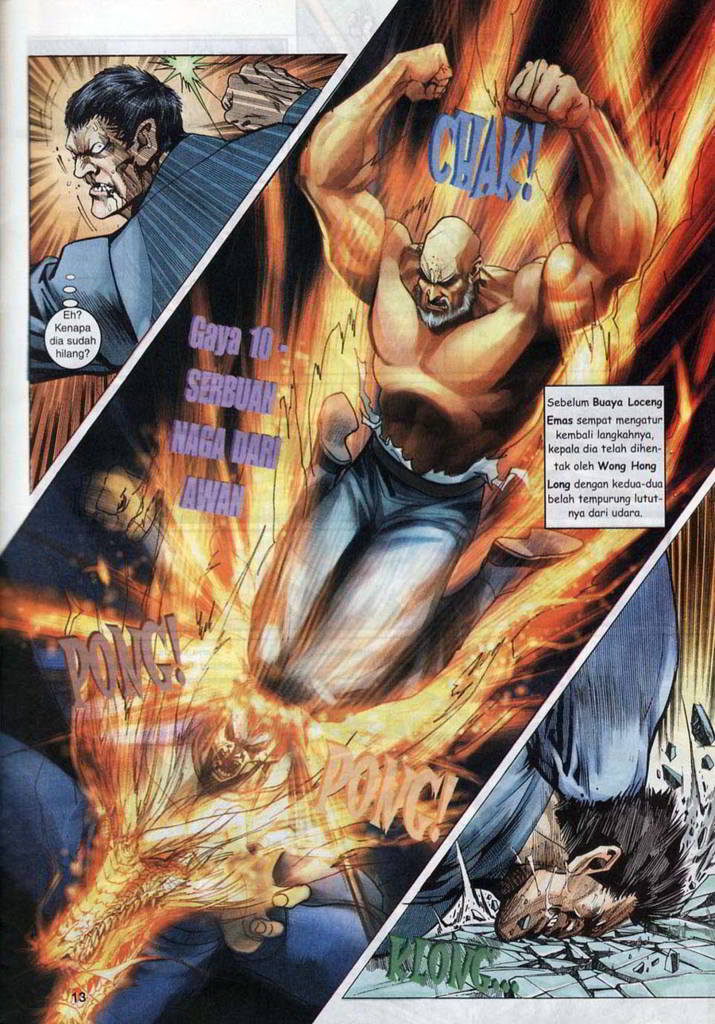 Eh?
Kenapa
dia sudah
hilang?
CHAK!
Gaya 10 -
SERBUAN
NAGA DARI
AWAN
Sebelum Buaya Loceng
Emas sempat mengatur
kembali langkahnya,
kepala dia telah dihen-
tak oleh Wong Hong
Long dengan kedua-dua
belah tempurung lutut-
nya dari udara.
PONG!
PONG!
KLONG...
13